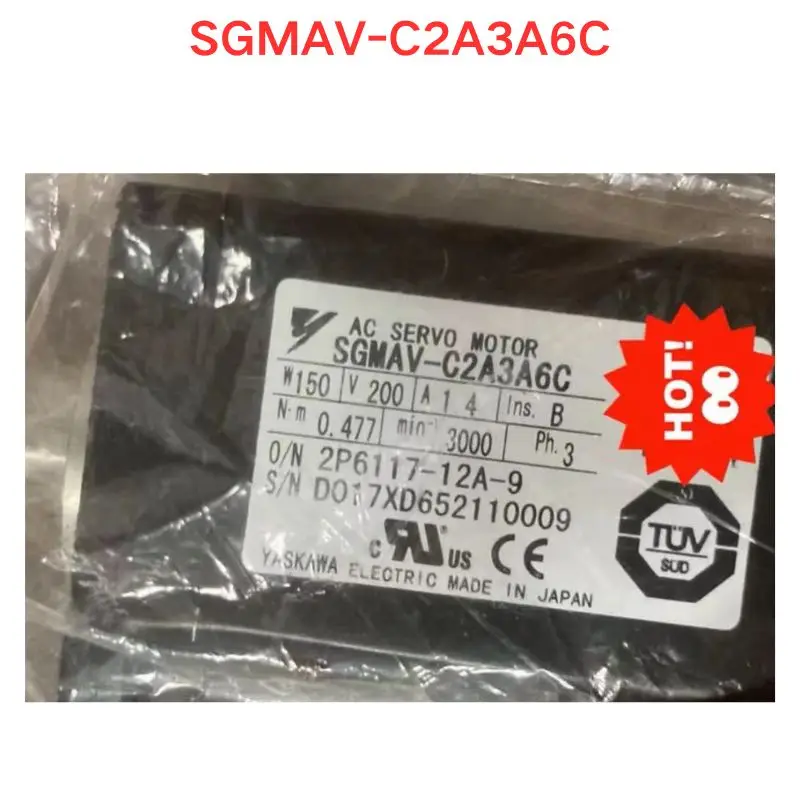 SGMAV-C2A3A6C
AC SERVO MOTOR
SGMAV-C2A3A6C
W 150 V 200 A 1.4 Ins. B
N·m 0.477 min⁻¹ 3000 Ph. 3
O/N 2P6117-12A-9
S/N D017XD652110009
HOT!
c RU US CE
TÜV
SÜD
YASKAWA ELECTRIC MADE IN JAPAN